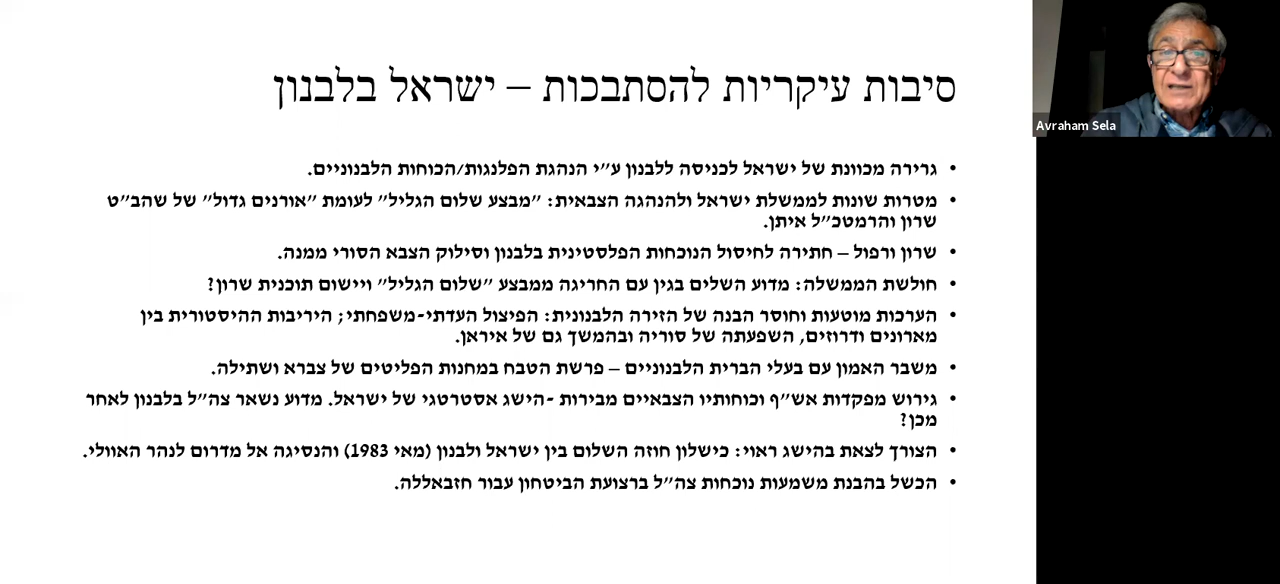 סיבות עיקריות להסתבכות – ישראל בלבנון
Avraham Sela
• גרירה מכוונת של ישראל לכניסה ללבנון ע״י הנהגת הפלנגות/הכוחות הלבנוניים.
• מטרות שונות לממשלת ישראל ולהנהגה הצבאית: ״מבצע שלום הגליל״ לעומת ״אורנים גדול״ של שהב״ט
שרון והרמטכ״ל איתן.
• שרון ורפול – חתירה לחיסול הנוכחות הפלסטינית בלבנון וסילוק הצבא הסורי ממנה.
• חולשת הממשלה: מדוע השלים בגין עם החריגה ממבצע ״שלום הגליל״ ויישום תוכנית שרון?
• הערכות מוטעות וחוסר הבנה של הזירה הלבנונית: הפיצול העדתי-משפחתי; היריבות ההיסטורית בין
מארונים ודרוזים, השפעתה של סוריה ובהמשך גם של איראן.
• משבר האמון עם בעלי הברית הלבנוניים – פרשת הטבח במחנות הפליטים של צברא ושתילה.
• גירוש מפקדות אש״ף וכוחותיו הצבאיים מבירות -הישג אסטרטגי של ישראל. מדוע נשאר צה״ל בלבנון לאחר
מכן?
• הצורך לצאת בהישג ראוי: כישלון חוזה השלום בין ישראל ולבנון (מאי 1983) והנסיגה אל מדרום לנהר האוולי.
• הכשל בהבנת משמעות נוכחות צה״ל ברצועת הביטחון עבור חזבאללה.